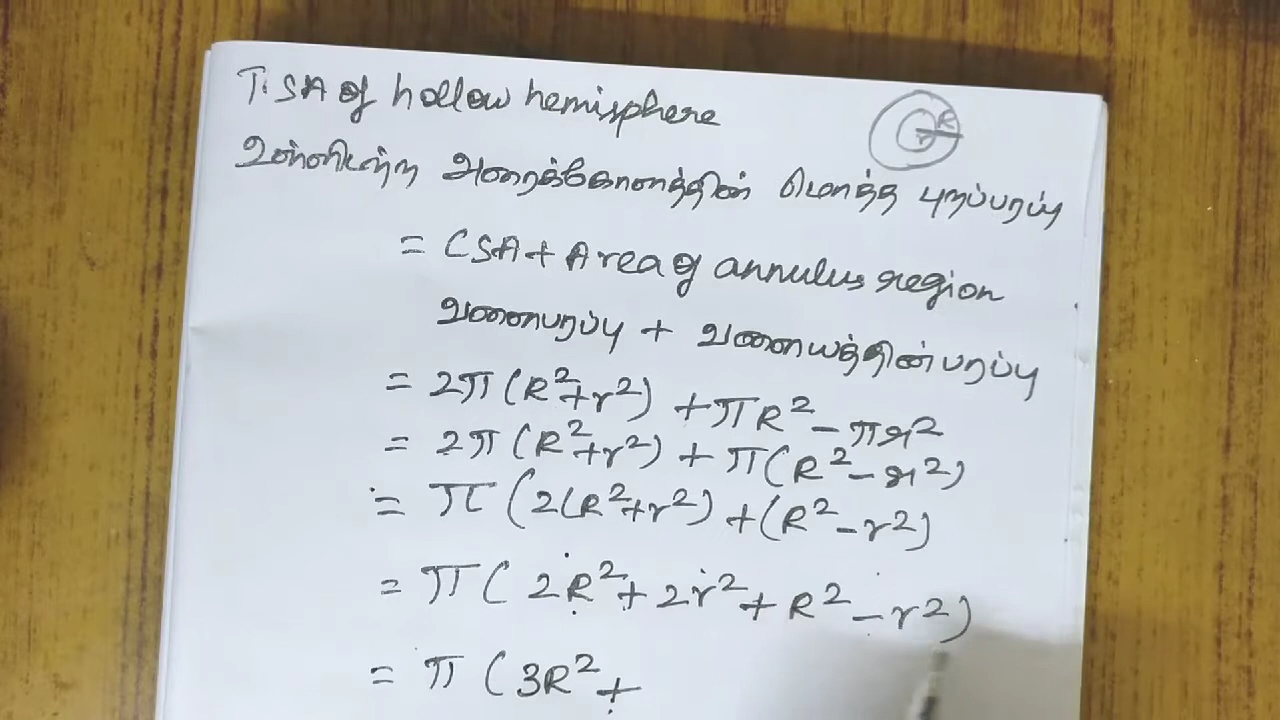 T.SA of hollow hemisphere
R
r
உள்ளீடற்ற அரைக்கோளத்தின் மொத்த புறப்பரப்பு
= CSA + Area of annulus region
வளைபரப்பு + வளையத்தின்பரப்பு
= 2π (R²+r²) + πR² - πr²
= 2π (R²+r²) + π(R² - r²)
= π (2(R²+r²) + (R² - r²)
= π ( 2R² + 2r² + R² - r²)
= π ( 3R² +